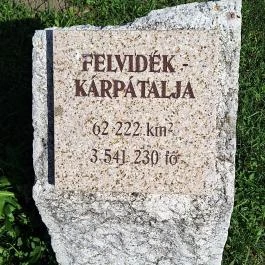 FELVIDÉK -
KÁRPÁTALJA
62 222 km²
3 541 230 fő